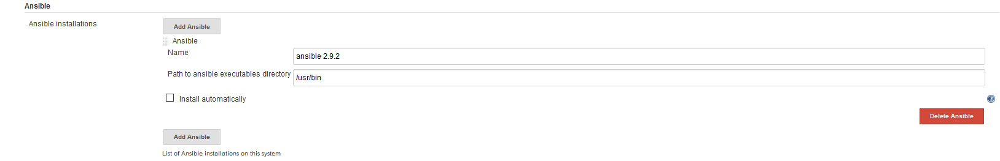 Ansible
Ansible installations
Add Ansible
Ansible
Name
ansible 2.9.2
Path to ansible executables directory
/usr/bin
Install automatically
?
Delete Ansible
Add Ansible
List of Ansible installations on this system